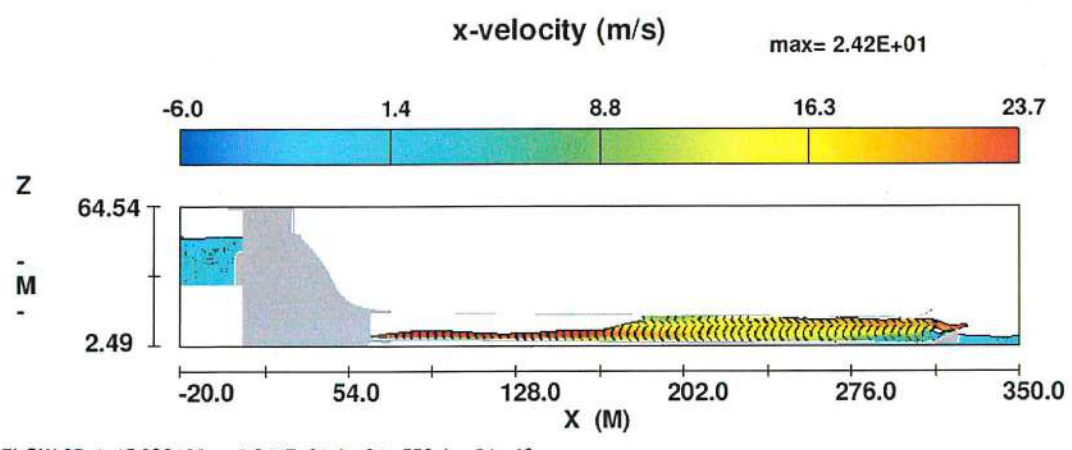 x-velocity (m/s)
max= 2.42E+01
-6.0 1.4 8.8 16.3 23.7
Z
64.54
-
M
-
2.49
-20.0 54.0 128.0 202.0 276.0 350.0
X (M)